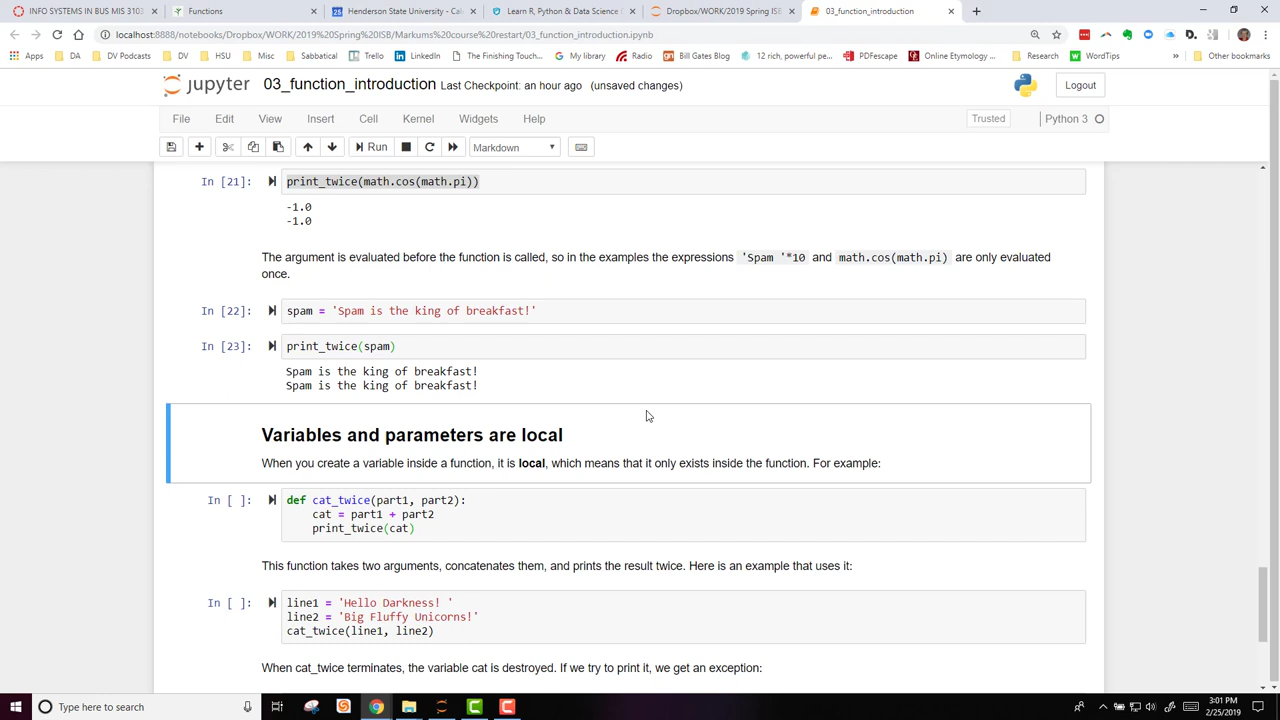 INFO SYSTEMS IN BUS MIS 3103
Functions
Henderson State University - Cal
Learn R, Python & Data Science
Dropbox/WORK/2019 Spring ISB
03_function_introduction
localhost:8888/notebooks/Dropbox/WORK/2019%20Spring%20ISB/Markus%20course%20restart/03_function_introduction.ipynb
Apps DA DV Podcasts DV HSU Misc Sabbatical Trello LinkedIn The Finishing Touch... My library Radio Bill Gates Blog 12 rich, powerful pe... PDFescape Online Etymology ... Research WordTips » Other bookmarks
jupyter 03_function_introduction Last Checkpoint: an hour ago (unsaved changes) Logout
File Edit View Insert Cell Kernel Widgets Help Trusted Python 3
Run Markdown
In [21]: print_twice(math.cos(math.pi))
-1.0
-1.0
The argument is evaluated before the function is called, so in the examples the expressions 'Spam '*10 and math.cos(math.pi) are only evaluated
once.
In [22]: spam = 'Spam is the king of breakfast!'
In [23]: print_twice(spam)
Spam is the king of breakfast!
Spam is the king of breakfast!
Variables and parameters are local
When you create a variable inside a function, it is local, which means that it only exists inside the function. For example:
In [ ]: def cat_twice(part1, part2):
cat = part1 + part2
print_twice(cat)
This function takes two arguments, concatenates them, and prints the result twice. Here is an example that uses it:
In [ ]: line1 = 'Hello Darkness! '
line2 = 'Big Fluffy Unicorns!'
cat_twice(line1, line2)
When cat_twice terminates, the variable cat is destroyed. If we try to print it, we get an exception:
Type here to search
3:01 PM
2/25/2019